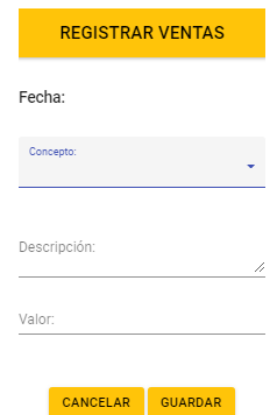 REGISTRAR VENTAS
Fecha:
Concepto:
Descripción:
Valor:
CANCELAR GUARDAR